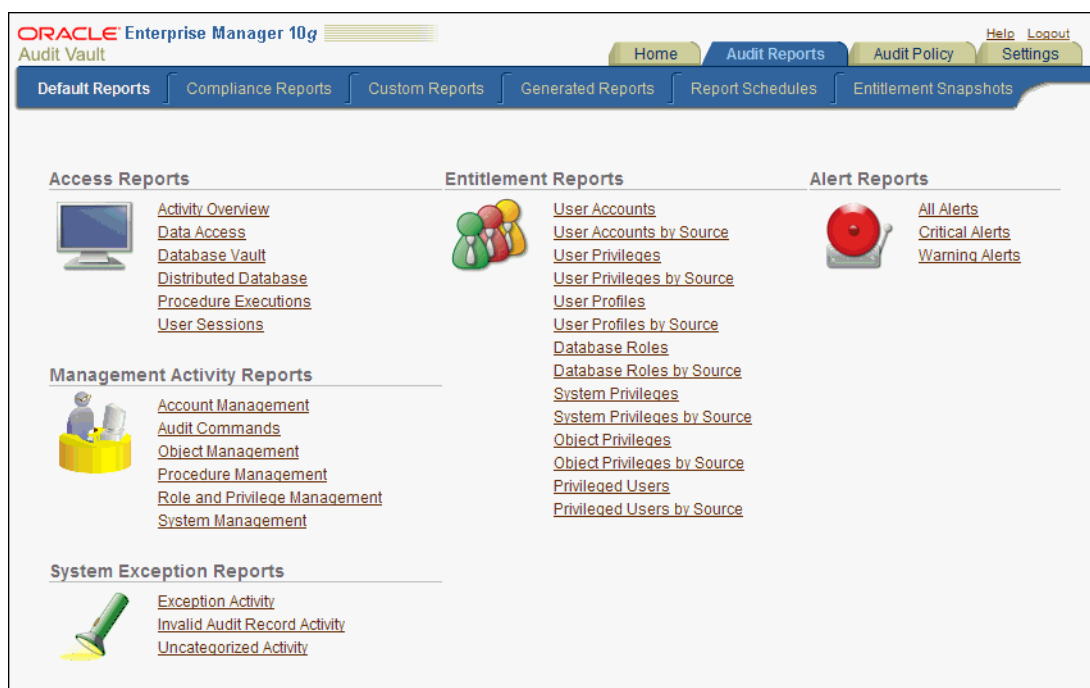 ORACLE Enterprise Manager 10g
Audit Vault
Help Logout
Home Audit Reports Audit Policy Settings
Default Reports Compliance Reports Custom Reports Generated Reports Report Schedules Entitlement Snapshots
Access Reports
Activity Overview
Data Access
Database Vault
Distributed Database
Procedure Executions
User Sessions
Management Activity Reports
Account Management
Audit Commands
Object Management
Procedure Management
Role and Privilege Management
System Management
System Exception Reports
Exception Activity
Invalid Audit Record Activity
Uncategorized Activity
Entitlement Reports
User Accounts
User Accounts by Source
User Privileges
User Privileges by Source
User Profiles
User Profiles by Source
Database Roles
Database Roles by Source
System Privileges
System Privileges by Source
Object Privileges
Object Privileges by Source
Privileged Users
Privileged Users by Source
Alert Reports
All Alerts
Critical Alerts
Warning Alerts